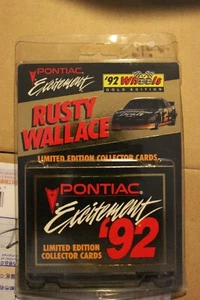 PONTIAC
Excitement
'92 Wheels
GOLD EDITION
RUSTY
WALLACE
LIMITED EDITION COLLECTOR CARDS
PONTIAC
Excitement
'92
LIMITED EDITION
COLLECTOR CARDS